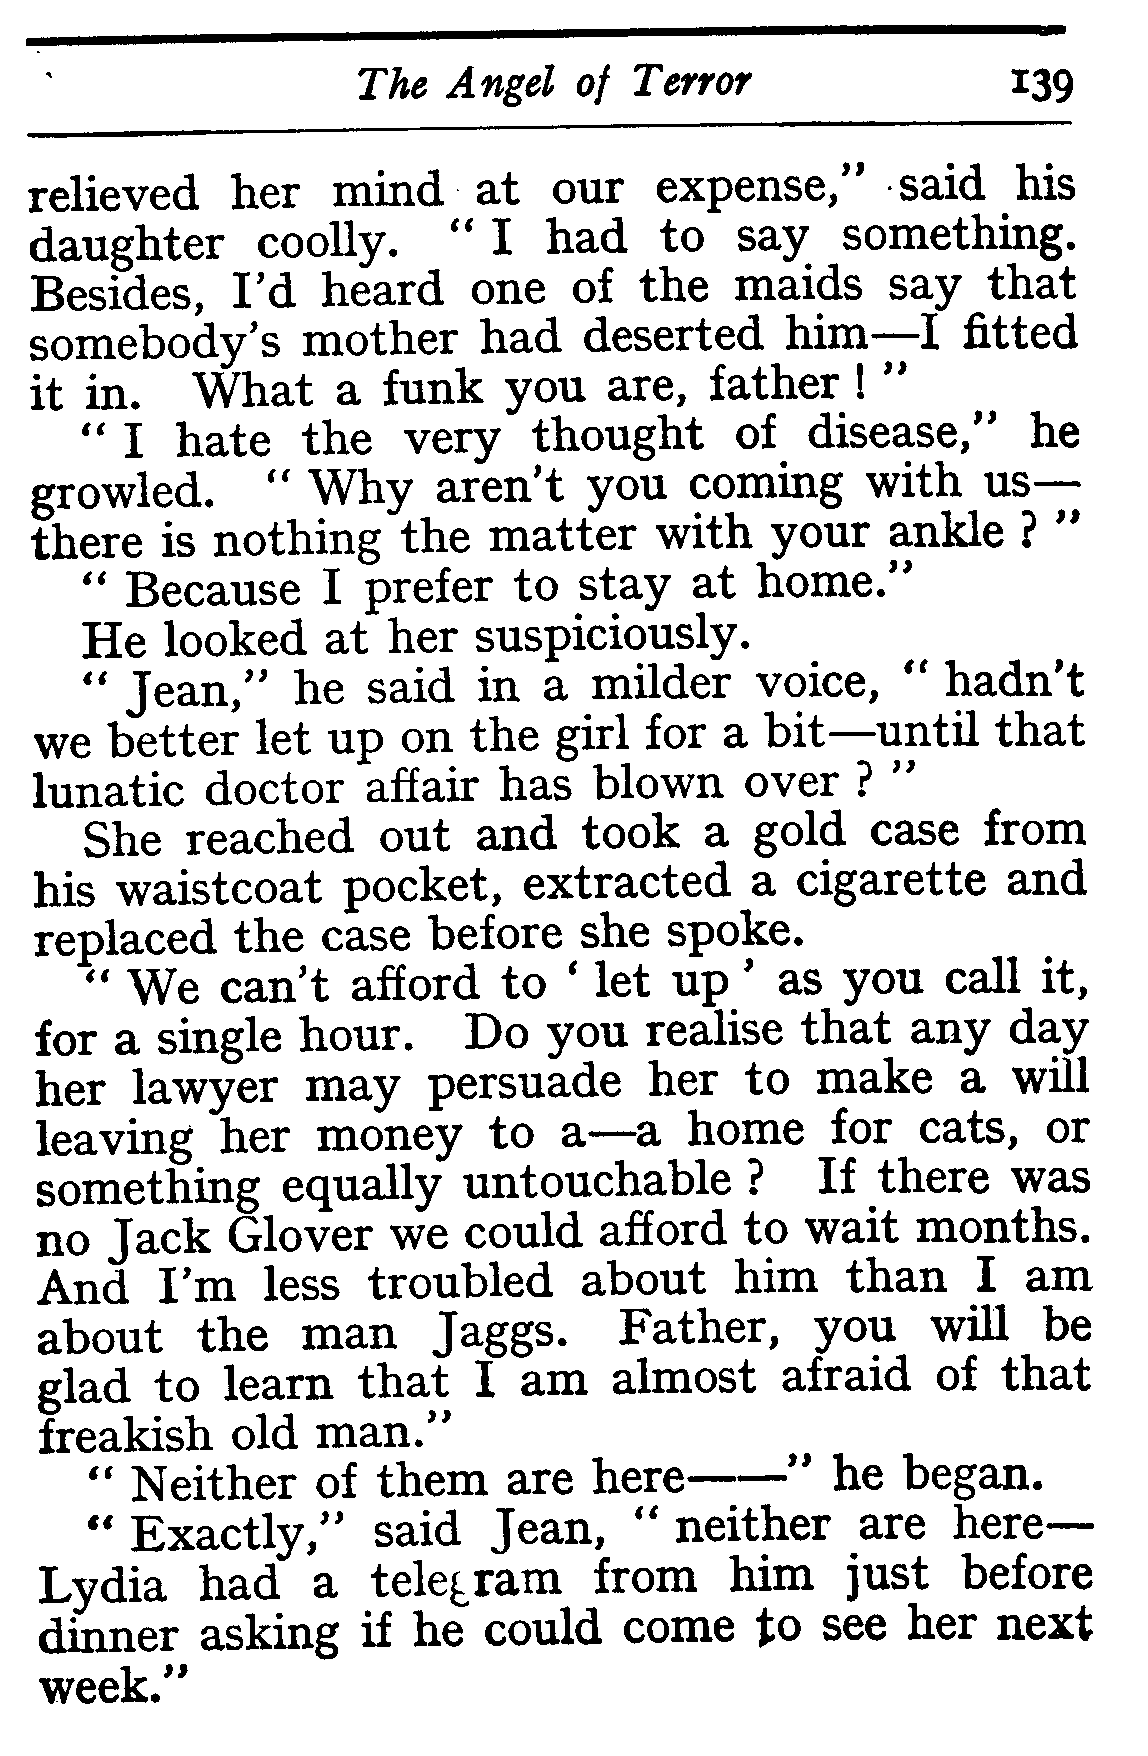 The Angel of Terror 139
relieved her mind at our expense,” said his
daughter coolly. “ I had to say something.
Besides, I’d heard one of the maids say that
somebody’s mother had deserted him—I fitted
it in. What a funk you are, father ! ”
“ I hate the very thought of disease,” he
growled. “ Why aren’t you coming with us—
there is nothing the matter with your ankle ? ”
“ Because I prefer to stay at home.”
He looked at her suspiciously.
“ Jean,” he said in a milder voice, “ hadn’t
we better let up on the girl for a bit—until that
lunatic doctor affair has blown over ? ”
She reached out and took a gold case from
his waistcoat pocket, extracted a cigarette and
replaced the case before she spoke.
“ We can’t afford to ‘ let up ’ as you call it,
for a single hour. Do you realise that any day
her lawyer may persuade her to make a will
leaving her money to a—a home for cats, or
something equally untouchable ? If there was
no Jack Glover we could afford to wait months.
And I’m less troubled about him than I am
about the man Jaggs. Father, you will be
glad to learn that I am almost afraid of that
freakish old man.”
“ Neither of them are here——” he began.
“ Exactly,” said Jean, “ neither are here—
Lydia had a telegram from him just before
dinner asking if he could come to see her next
week.”